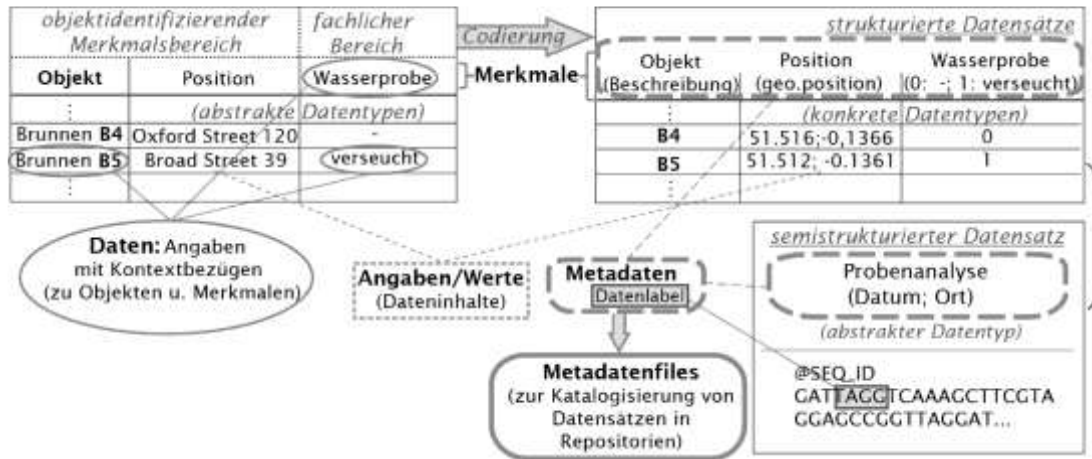 objektidentifizierender
Merkmalsbereich
fachlicher
Bereich
Objekt
Position
Wasserprobe
(abstrakte Datentypen)
Brunnen B4 Oxford Street 120 -
Brunnen B5 Broad Street 39 verseucht
Codierung
Merkmale
strukturierte Datensätze
Objekt
(Beschreibung)
Position
(geo.position)
Wasserprobe
(0: -; 1: verseucht)
(konkrete Datentypen)
B4 51.516;-0,1366 0
B5 51.512; -0.1361 1
Daten: Angaben
mit Kontextbezügen
(zu Objekten u. Merkmalen)
Angaben/Werte
(Dateninhalte)
Metadaten
Datenlabel
Metadatenfiles
(zur Katalogisierung von
Datensätzen in
Repositorien)
semistrukturierter Datensatz
Probenanalyse
(Datum; Ort)
(abstrakter Datentyp)
@SEQ_ID
GATTAGGTCAAAGCTTCGTA
GGAGCCGGTTAGGAT...